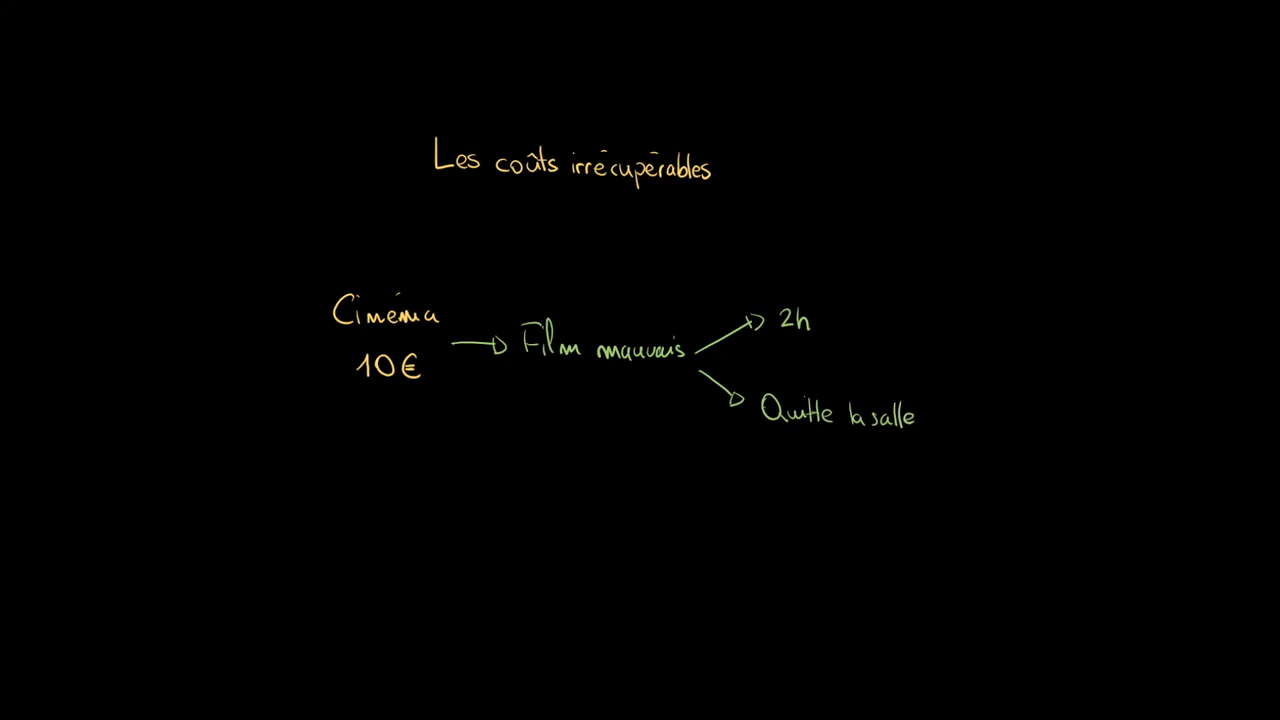 Les coûts irrécupérables
Cinéma
10€
Film mauvais
2h
Quitte la salle